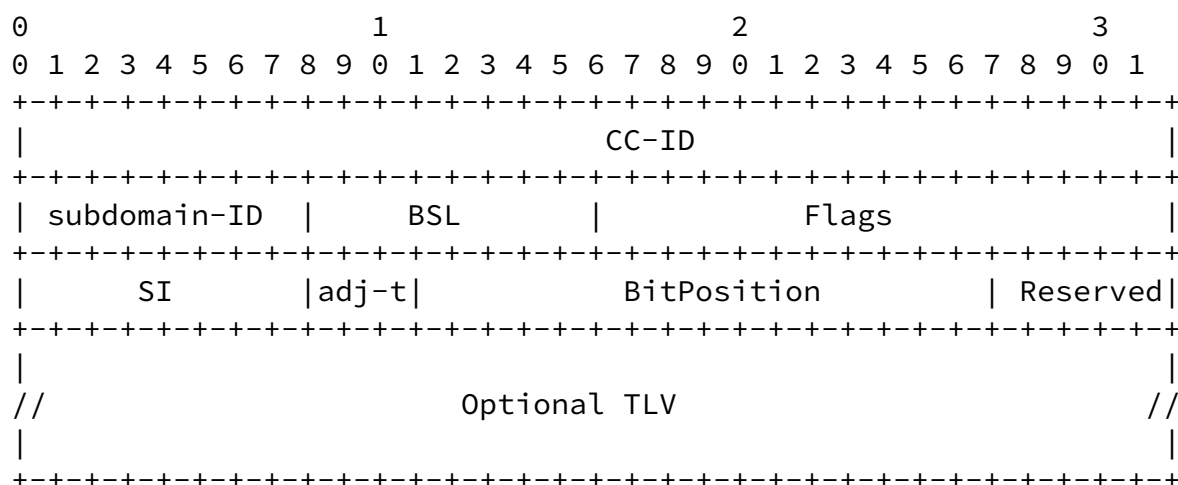 0                   1                   2                   3
0 1 2 3 4 5 6 7 8 9 0 1 2 3 4 5 6 7 8 9 0 1 2 3 4 5 6 7 8 9 0 1
+-+-+-+-+-+-+-+-+-+-+-+-+-+-+-+-+-+-+-+-+-+-+-+-+-+-+-+-+-+-+-+-+
|                                CC-ID                          |
+-+-+-+-+-+-+-+-+-+-+-+-+-+-+-+-+-+-+-+-+-+-+-+-+-+-+-+-+-+-+-+-+
| subdomain-ID  |     BSL       |           Flags               |
+-+-+-+-+-+-+-+-+-+-+-+-+-+-+-+-+-+-+-+-+-+-+-+-+-+-+-+-+-+-+-+-+
|      SI       |adj-t|           BitPosition         | Reserved|
+-+-+-+-+-+-+-+-+-+-+-+-+-+-+-+-+-+-+-+-+-+-+-+-+-+-+-+-+-+-+-+-+
|                                                               |
//                       Optional TLV                          //
|                                                               |
+-+-+-+-+-+-+-+-+-+-+-+-+-+-+-+-+-+-+-+-+-+-+-+-+-+-+-+-+-+-+-+-+